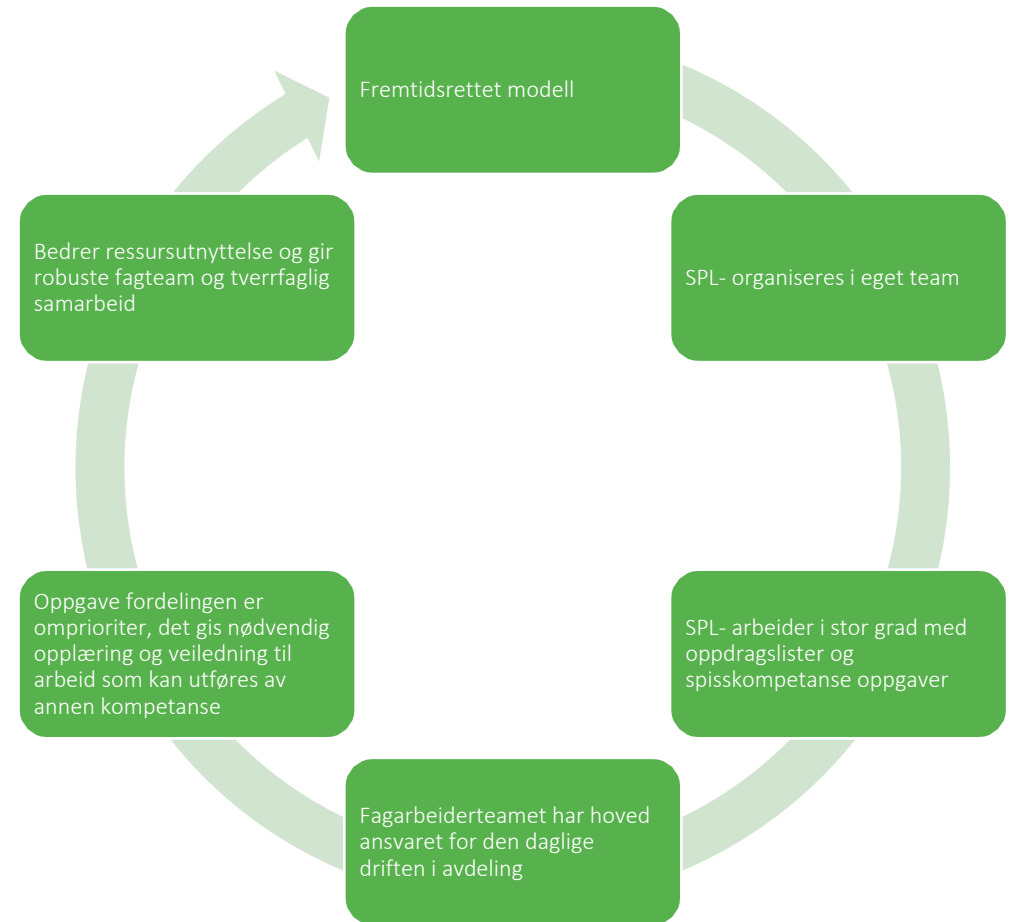 Fremtidsrettet modell
SPL- organiseres i eget team
SPL- arbeider i stor grad med
oppdragslister og
spisskompetanse oppgaver
Fagarbeiderteamet har hoved
ansvaret for den daglige
driften i avdeling
Oppgave fordelingen er
omprioriter, det gis nødvendig
opplæring og veiledning til
arbeid som kan utføres av
annen kompetanse
Bedrer ressursutnyttelse og gir
robuste fagteam og tverrfaglig
samarbeid